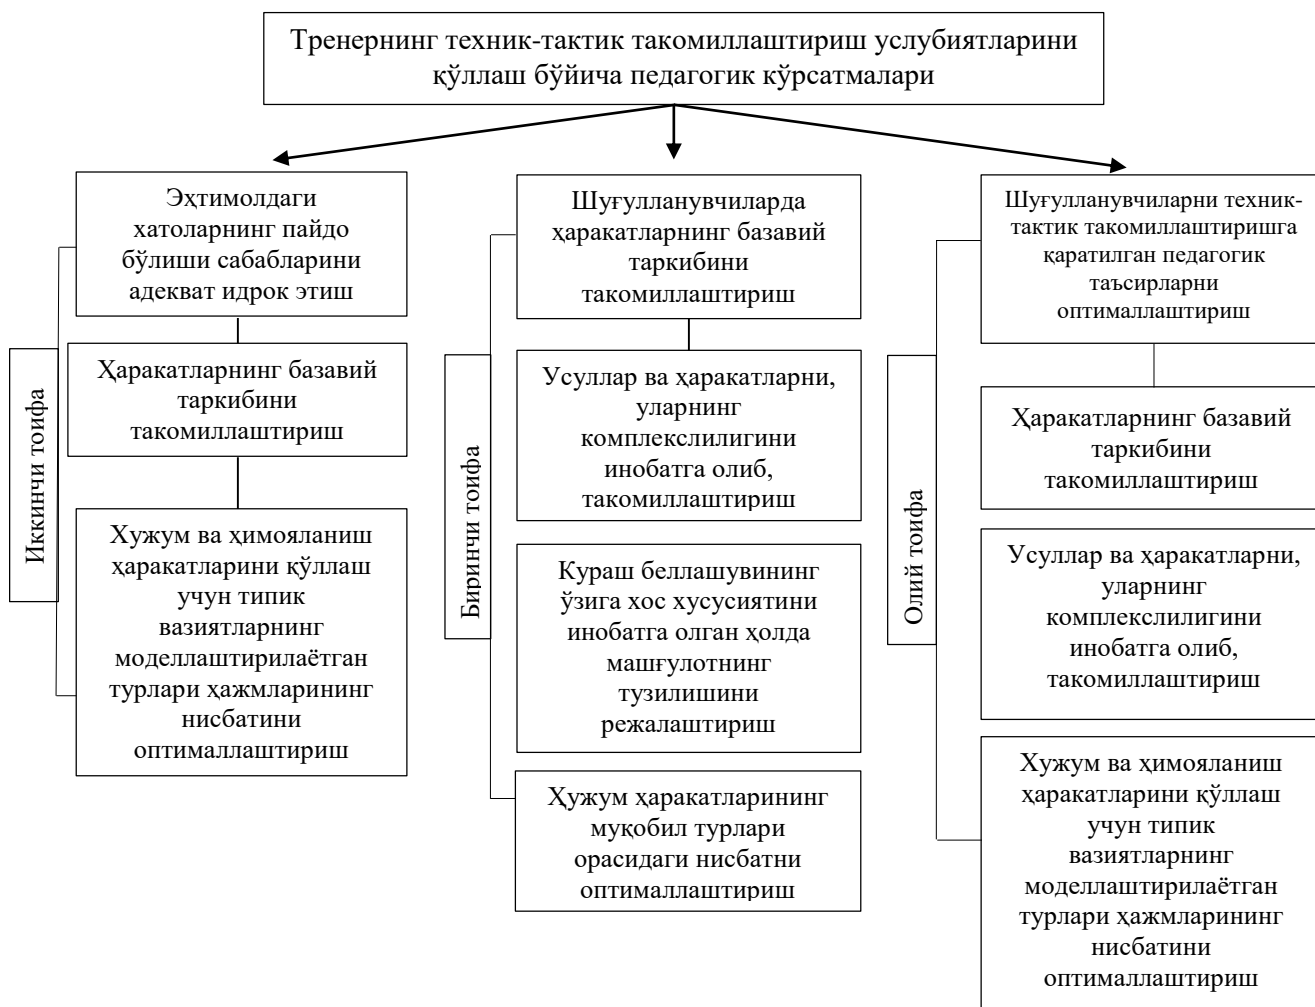 Тренернинг техник-тактик такомиллаштириш услубиятларини
қўллаш бўйича педагогик кўрсатмалари
Иккинчи тоифа
Эҳтимолдаги
хатоларнинг пайдо
бўлиши сабабларини
адекват идрок этиш
Ҳаракатларнинг базавий
таркибини
такомиллаштириш
Хужум ва ҳимояланиш
ҳаракатларини қўллаш
учун типик
вазиятларнинг
моделлаштирилаётган
турлари ҳажмларининг
нисбатини
оптималлаштириш
Биринчи тоифа
Шуғулланувчиларда
ҳаракатларнинг базавий
таркибини
такомиллаштириш
Усуллар ва ҳаракатларни,
уларнинг
комплекслилигини
инобатга олиб,
такомиллаштириш
Кураш беллашувининг
ўзига хос хусусиятини
инобатга олган ҳолда
машғулотнинг
тузилишини
режалаштириш
Ҳужум ҳаракатларининг
муқобил турлари
орасидаги нисбатни
оптималлаштириш
Олий тоифа
Шуғулланувчиларни техник-
тактик такомиллаштиришга
қаратилган педагогик
таъсирларни
оптималлаштириш
Ҳаракатларнинг базавий
таркибини
такомиллаштириш
Усуллар ва ҳаракатларни,
уларнинг
комплекслилигини
инобатга олиб,
такомиллаштириш
Хужум ва ҳимояланиш
ҳаракатларини қўллаш
учун типик
вазиятларнинг
моделлаштирилаётган
турлари ҳажмларининг
нисбатини
оптималлаштириш